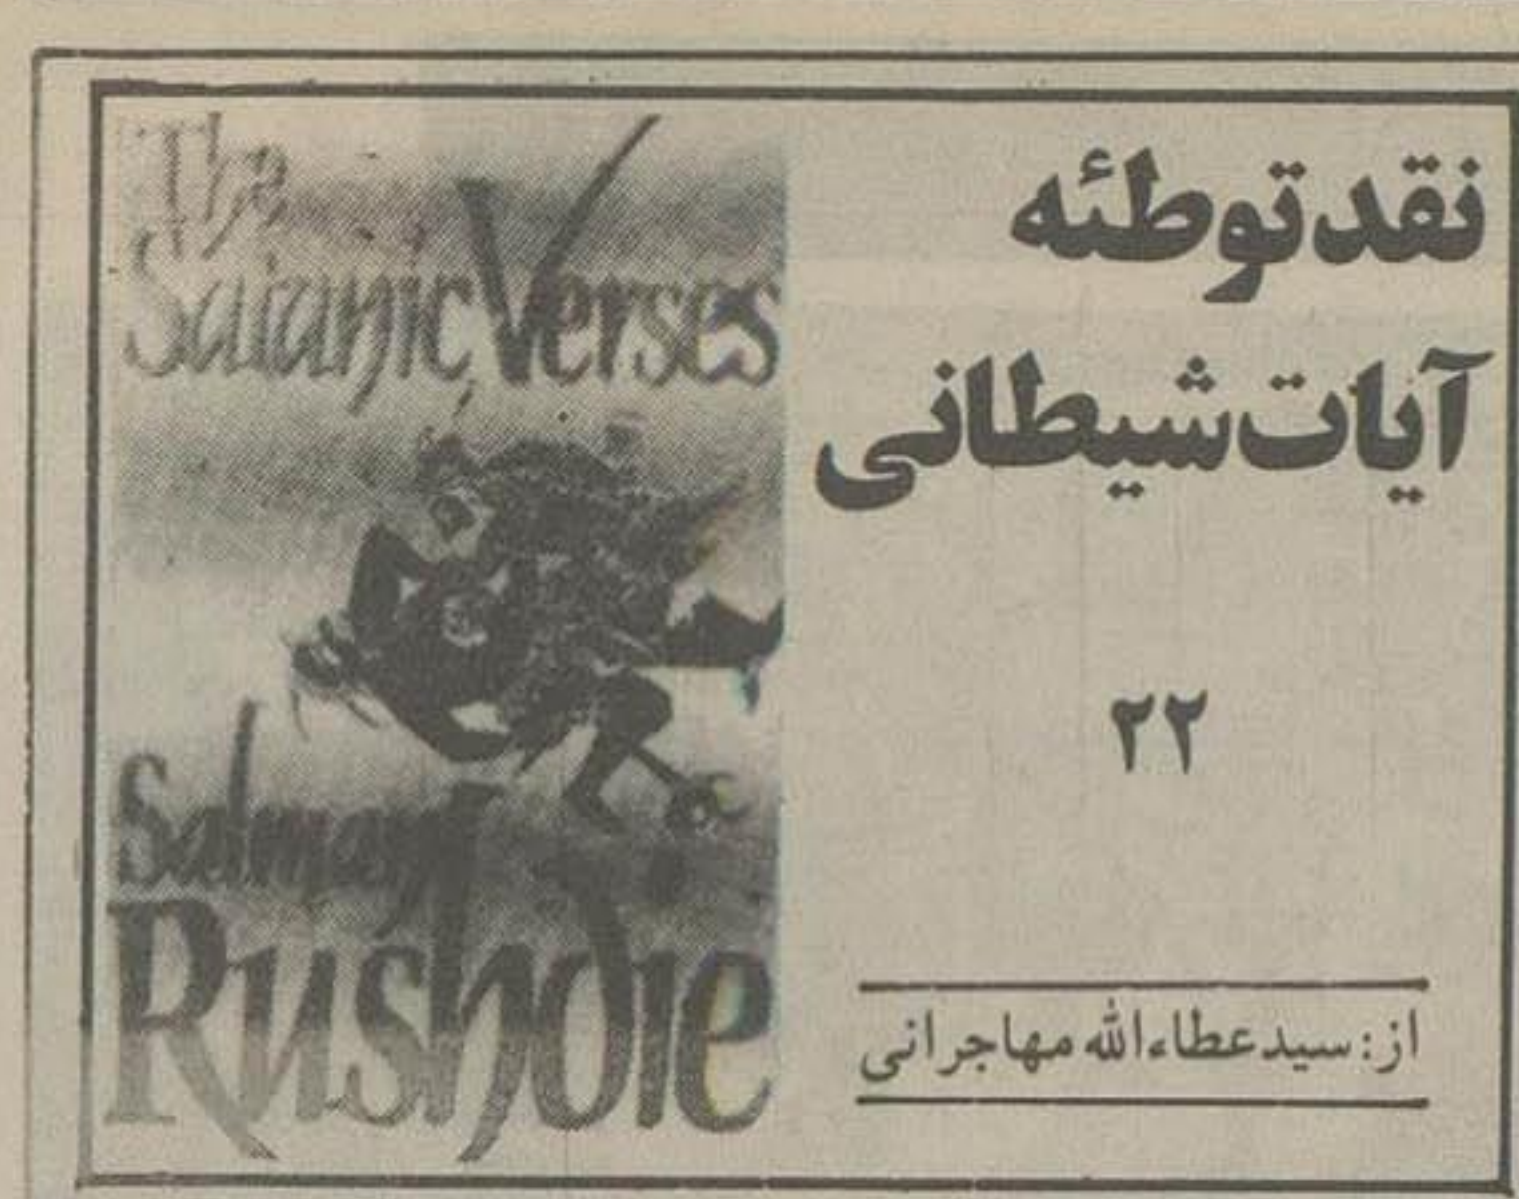 نقد توطئه
آیات شیطانی
۲۲
از: سید عطاءالله مهاجرانی
The
Satanic Verses
Salman
Rushdie